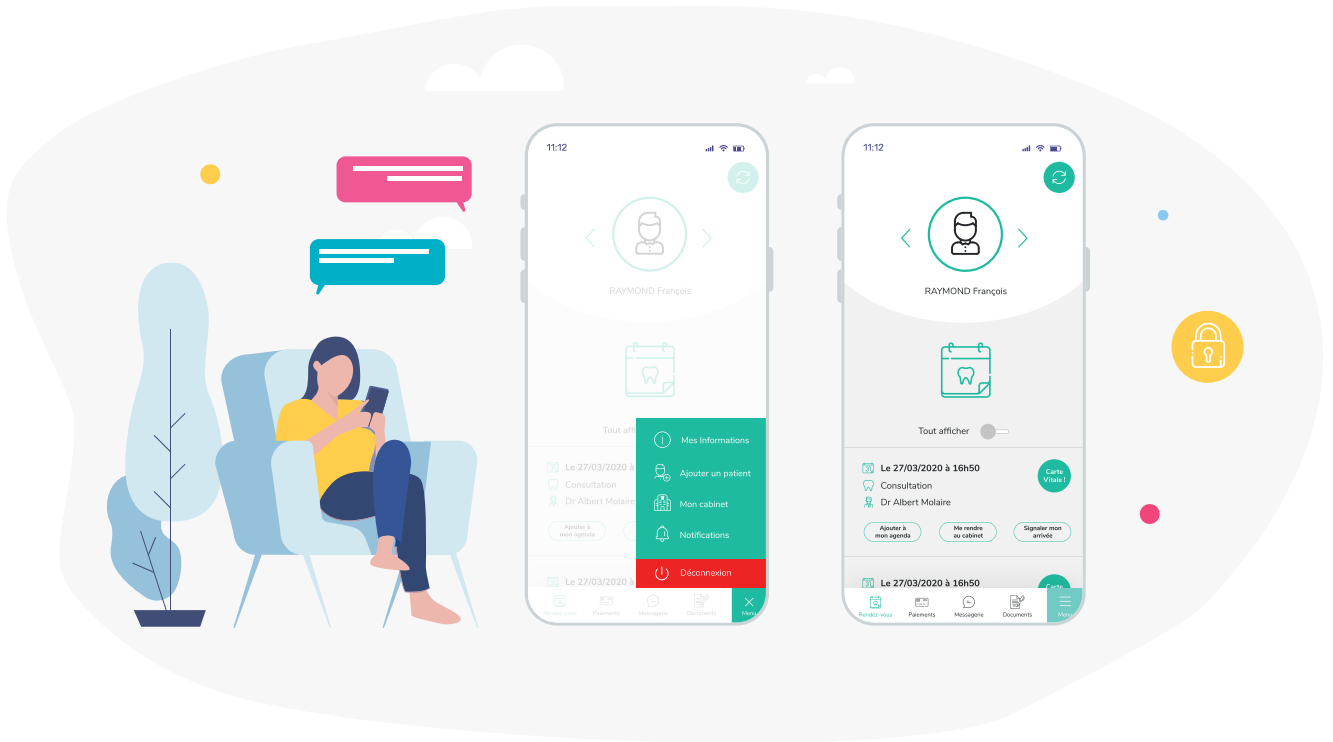 11:12
RAYMOND François
Tout affi
Le 27/03/2020 à
Consultation
Dr Albert Molaire
Ajouter à
mon agenda
Le 27/03/2020 à
Mes Informations
Ajouter un patient
Mon cabinet
Notifications
Déconnexion
Rendez-vous
Paiements
Messagerie
Documents
Menu
11:12
RAYMOND François
Tout afficher
Le 27/03/2020 à 16h50
Consultation
Dr Albert Molaire
Carte
Vitale !
Ajouter à
mon agenda
Me rendre
au cabinet
Signaler mon
arrivée
Le 27/03/2020 à 16h50
Carte
Rendez-vous
Paiements
Messagerie
Documents
Menu